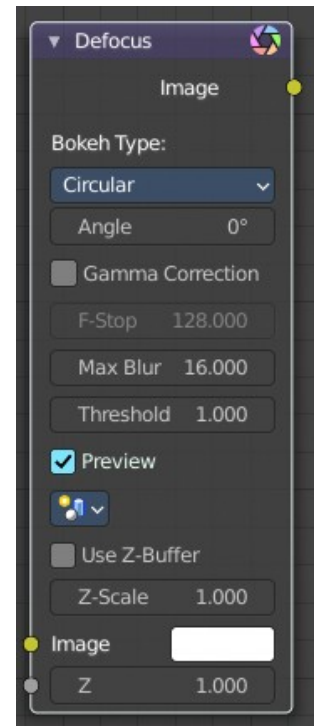 Defocus
Image
Bokeh Type:
Circular
Angle 0°
Gamma Correction
F-Stop 128.000
Max Blur 16.000
Threshold 1.000
Preview
Use Z-Buffer
Z-Scale 1.000
Image
Z 1.000